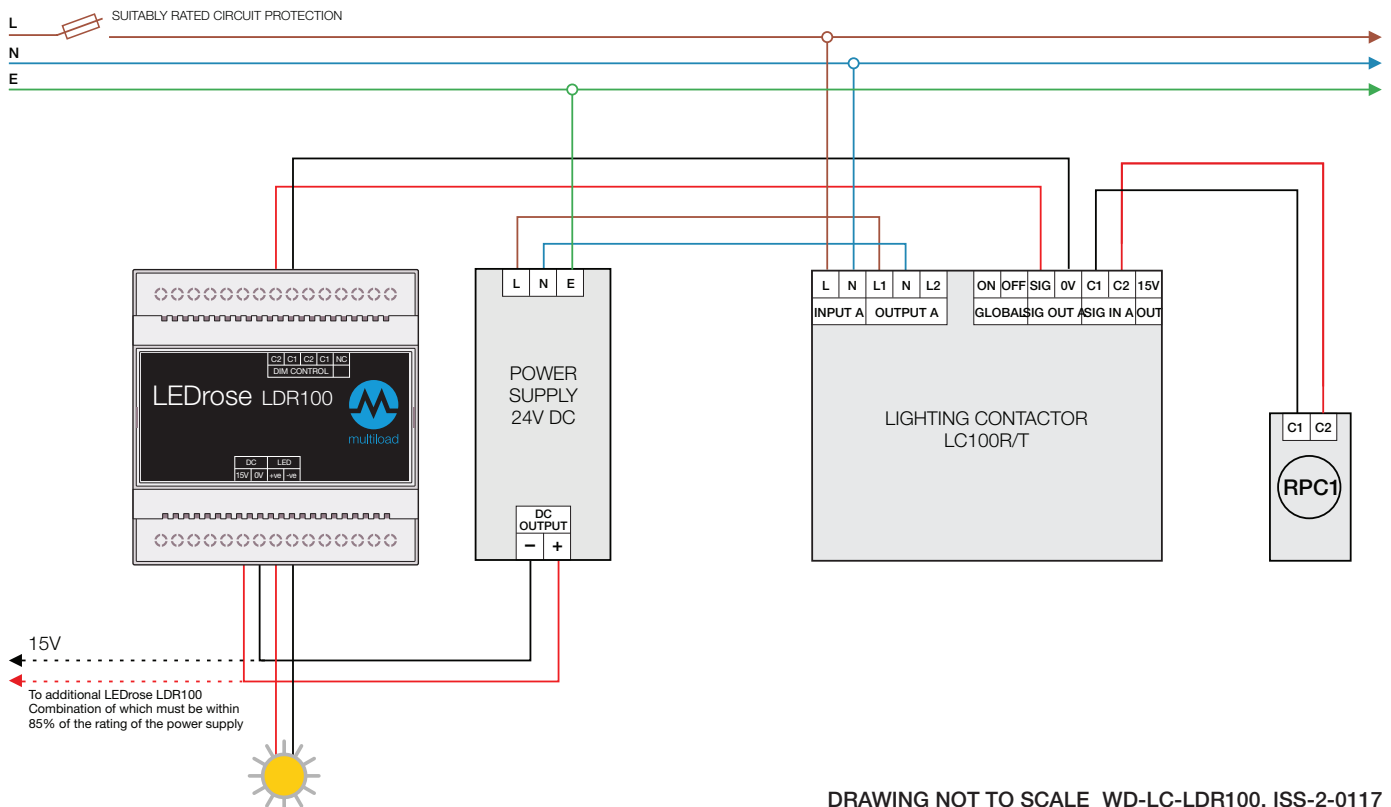 L
SUITABLY RATED CIRCUIT PROTECTION
N
E
L N E
POWER
SUPPLY
24V DC
DC
OUTPUT
− +
C2 C1 C2 C1 NC
DIM CONTROL
LEDrose LDR100
multiload
DC LED
15V 0V +ve -ve
L N L1 N L2
INPUT A OUTPUT A
ON OFF SIG 0V C1 C2 15V
GLOBAL SIG OUT A SIG IN A OUT
LIGHTING CONTACTOR
LC100R/T
C1 C2
RPC1
15V
To additional LEDrose LDR100
Combination of which must be within
85% of the rating of the power supply
DRAWING NOT TO SCALE WD-LC-LDR100. ISS-2-0117